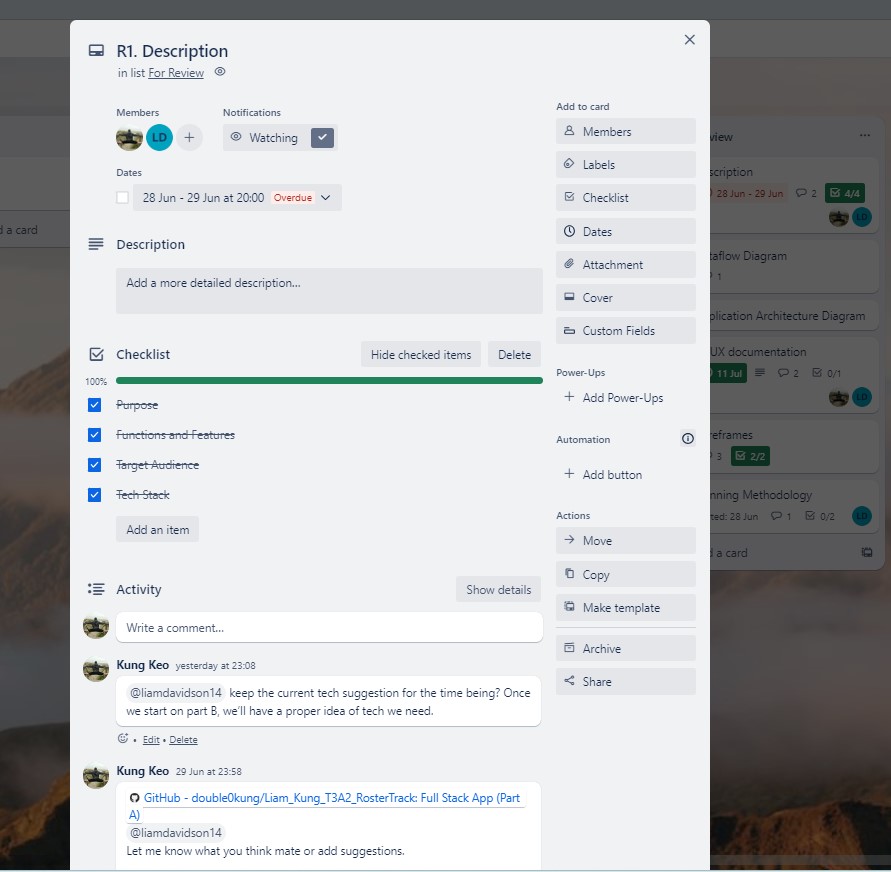 R1. Description
in list For Review
Members
Notifications
LD
Watching
Dates
28 Jun - 29 Jun at 20:00 Overdue
Description
Add a more detailed description...
Checklist
Hide checked items
Delete
100%
Purpose
Functions and Features
Target Audience
Tech Stack
Add an item
Activity
Show details
Write a comment...
Kung Keo yesterday at 23:08
@liamdavidson14 keep the current tech suggestion for the time being? Once
we start on part B, we'll have a proper idea of tech we need.
• Edit • Delete
Kung Keo 29 Jun at 23:58
GitHub - double0kung/Liam_Kung_T3A2_RosterTrack: Full Stack App (Part
A)
@liamdavidson14
Let me know what you think mate or add suggestions.
Add to card
Members
Labels
Checklist
Dates
Attachment
Cover
Custom Fields
Power-Ups
Add Power-Ups
Automation
Add button
Actions
Move
Copy
Make template
Archive
Share
d a card
view
scription
28 Jun - 29 Jun 2 4/4
LD
taflow Diagram
1
plication Architecture Diagram
UX documentation
11 Jul 2 0/1
LD
reframes
3 2/2
nning Methodology
ted: 28 Jun 1 0/2 LD
d a card